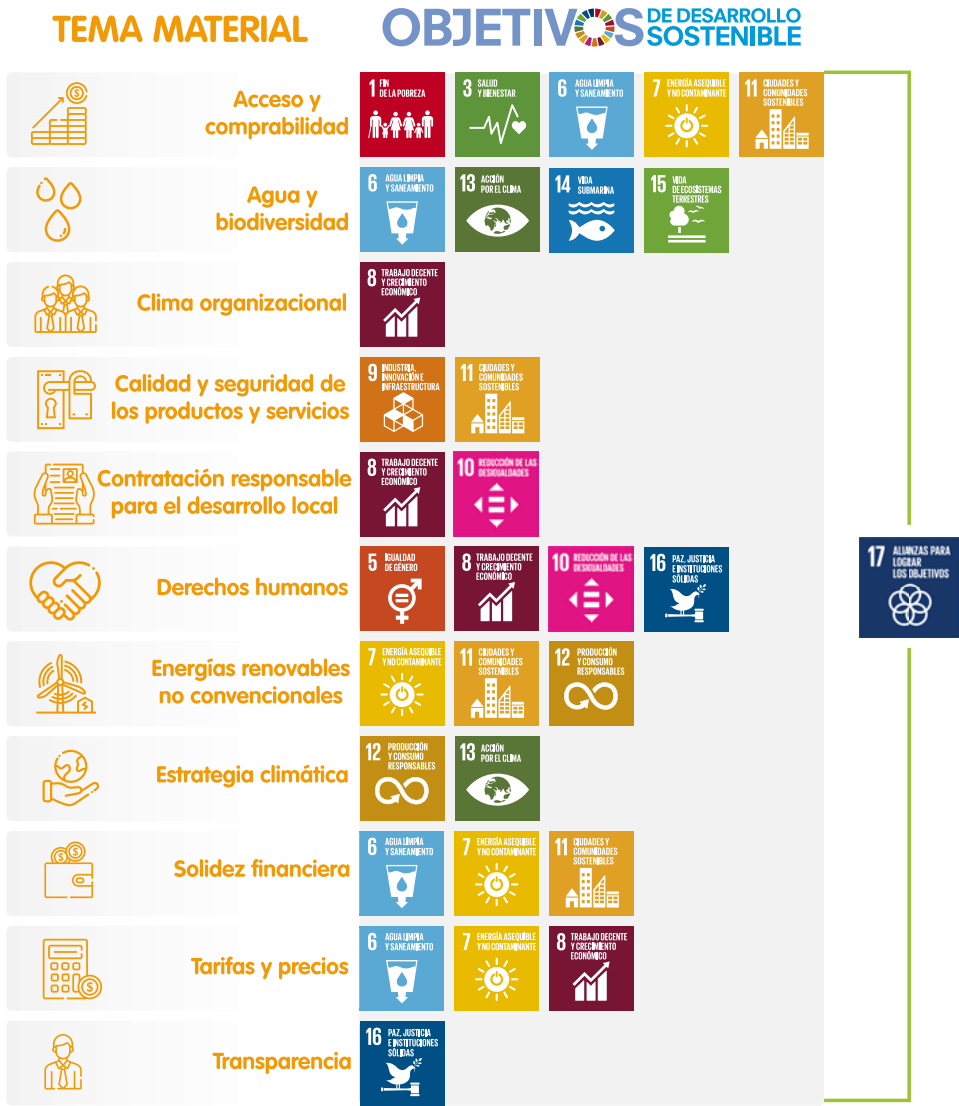 TEMA MATERIAL
OBJETIVOS
DE DESARROLLO
SOSTENIBLE
Acceso y
comprabilidad
1 FIN
DE LA POBREZA
3 SALUD
Y BIENESTAR
6 AGUA LIMPIA
Y SANEAMIENTO
7 ENERGÍA ASEQUIBLE
Y NO CONTAMINANTE
11 CIUDADES Y
COMUNIDADES
SOSTENIBLES
Agua y
biodiversidad
6 AGUA LIMPIA
Y SANEAMIENTO
13 ACCIÓN
POR EL CLIMA
14 VIDA
SUBMARINA
15 VIDA
DE ECOSISTEMAS
TERRESTRES
Clima organizacional
8 TRABAJO DECENTE
Y CRECIMIENTO
ECONÓMICO
Calidad y seguridad de
los productos y servicios
9 INDUSTRIA,
INNOVACIÓN E
INFRAESTRUCTURA
11 CIUDADES Y
COMUNIDADES
SOSTENIBLES
Contratación responsable
para el desarrollo local
8 TRABAJO DECENTE
Y CRECIMIENTO
ECONÓMICO
10 REDUCCIÓN DE LAS
DESIGUALDADES
Derechos humanos
5 IGUALDAD
DE GÉNERO
8 TRABAJO DECENTE
Y CRECIMIENTO
ECONÓMICO
10 REDUCCIÓN DE LAS
DESIGUALDADES
16 PAZ, JUSTICIA
E INSTITUCIONES
SÓLIDAS
17 ALIANZAS PARA
LOGRAR
LOS OBJETIVOS
Energías renovables
no convencionales
7 ENERGÍA ASEQUIBLE
Y NO CONTAMINANTE
11 CIUDADES Y
COMUNIDADES
SOSTENIBLES
12 PRODUCCIÓN
Y CONSUMO
RESPONSABLES
Estrategia climática
12 PRODUCCIÓN
Y CONSUMO
RESPONSABLES
13 ACCIÓN
POR EL CLIMA
Solidez financiera
6 AGUA LIMPIA
Y SANEAMIENTO
7 ENERGÍA ASEQUIBLE
Y NO CONTAMINANTE
11 CIUDADES Y
COMUNIDADES
SOSTENIBLES
Tarifas y precios
6 AGUA LIMPIA
Y SANEAMIENTO
7 ENERGÍA ASEQUIBLE
Y NO CONTAMINANTE
8 TRABAJO DECENTE
Y CRECIMIENTO
ECONÓMICO
Transparencia
16 PAZ, JUSTICIA
E INSTITUCIONES
SÓLIDAS